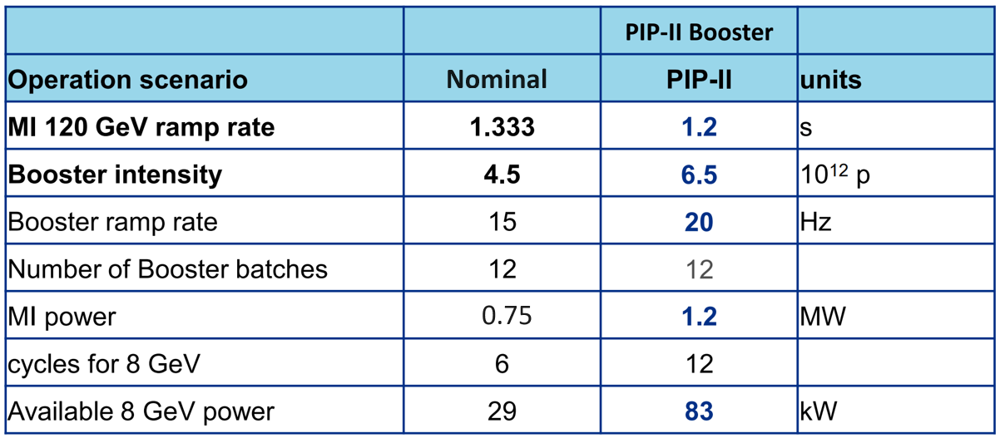 PIP-II Booster
Operation scenario Nominal PIP-II units
MI 120 GeV ramp rate 1.333 1.2 s
Booster intensity 4.5 6.5 10¹² p
Booster ramp rate 15 20 Hz
Number of Booster batches 12 12
MI power 0.75 1.2 MW
cycles for 8 GeV 6 12
Available 8 GeV power 29 83 kW